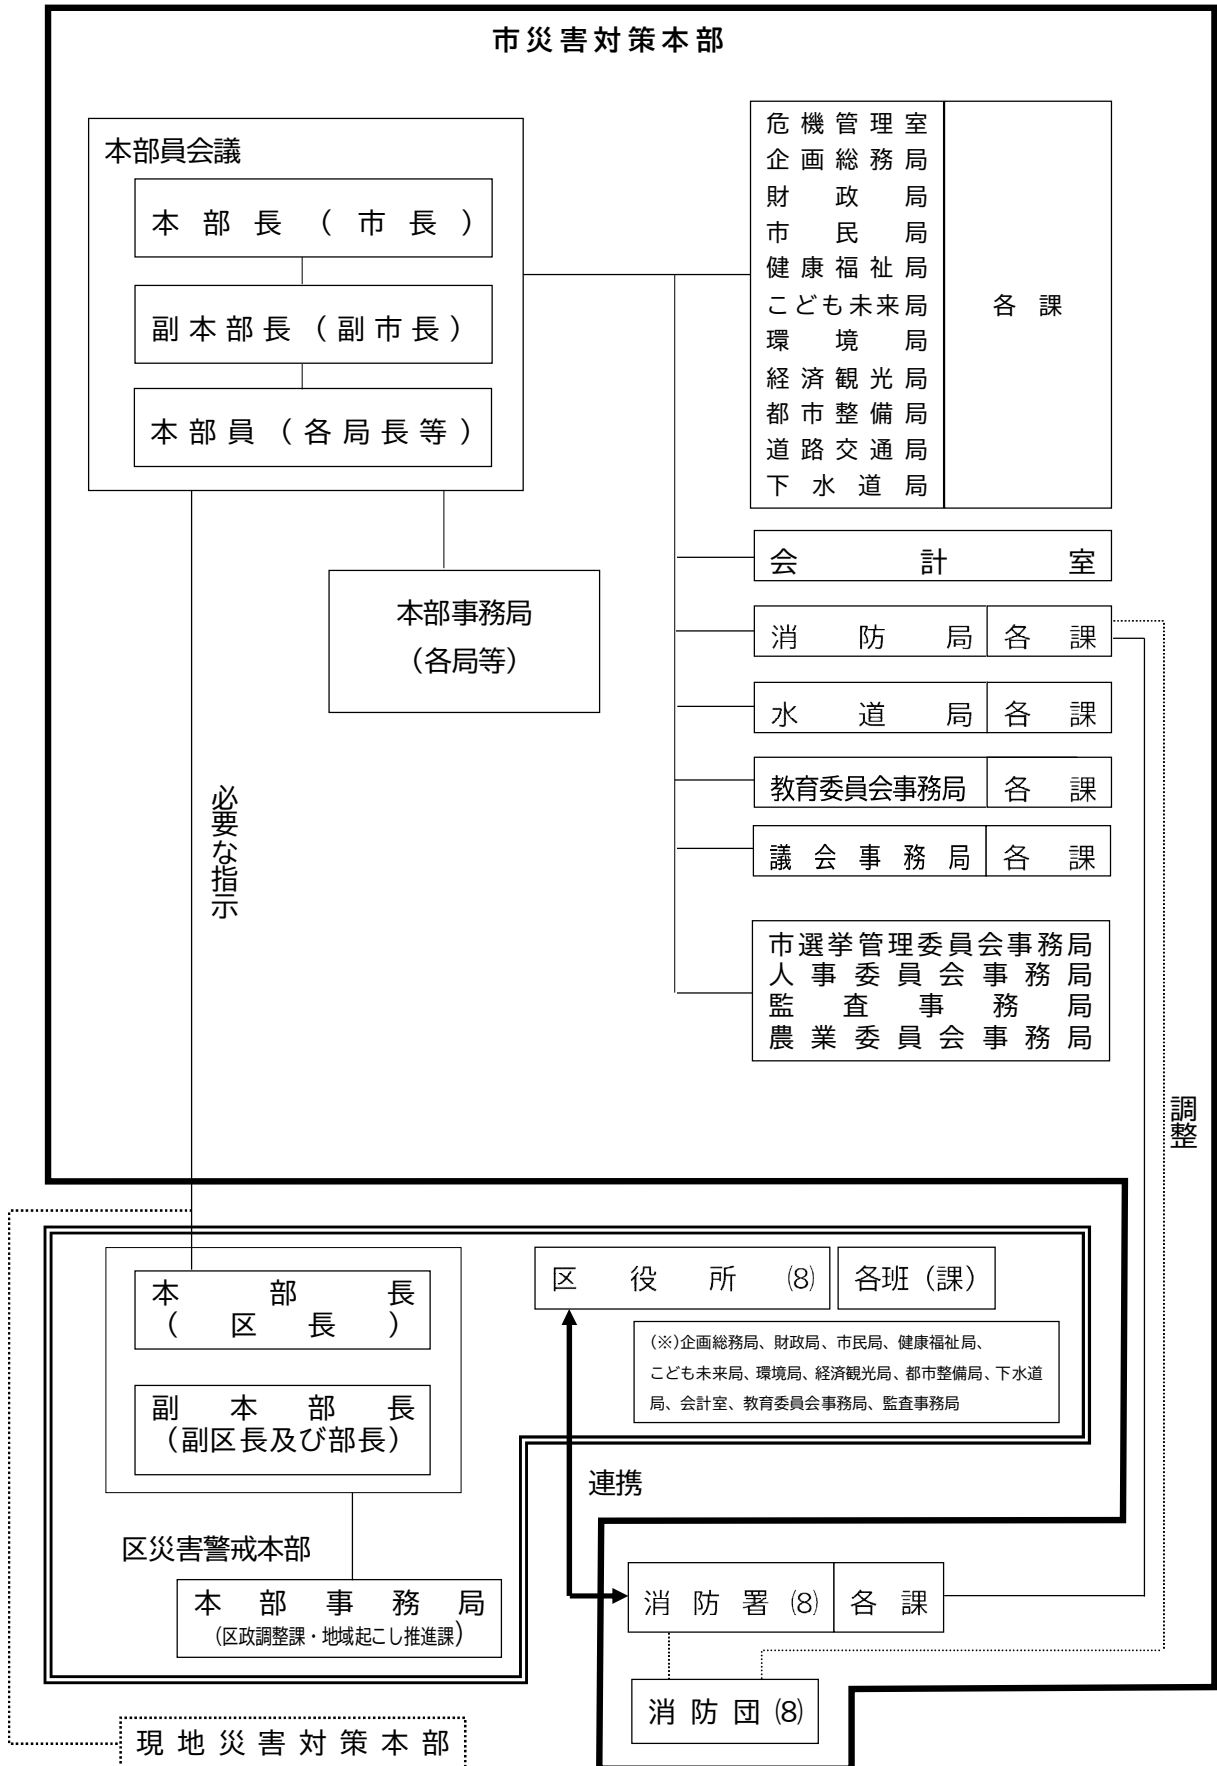 市災害対策本部
本部員会議
本部長（市長）
副本部長（副市長）
本部員（各局長等）
本部事務局
（各局等）
危機管理室
企画総務局
財政局
市民局
健康福祉局
こども未来局
環境局
経済観光局
都市整備局
道路交通局
下水道局
各課
会計室
消防局 各課
水道局 各課
教育委員会事務局 各課
議会事務局 各課
市選挙管理委員会事務局
人事委員会事務局
監査事務局
農業委員会事務局
必要な指示
調整
本部長
（区長）
副本部長
（副区長及び部長）
区災害警戒本部
本部事務局
（区政調整課・地域起こし推進課）
区役所⑻ 各班（課）
(※)企画総務局、財政局、市民局、健康福祉局、
こども未来局、環境局、経済観光局、都市整備局、下水道
局、会計室、教育委員会事務局、監査事務局
連携
消防署⑻ 各課
消防団⑻
現地災害対策本部